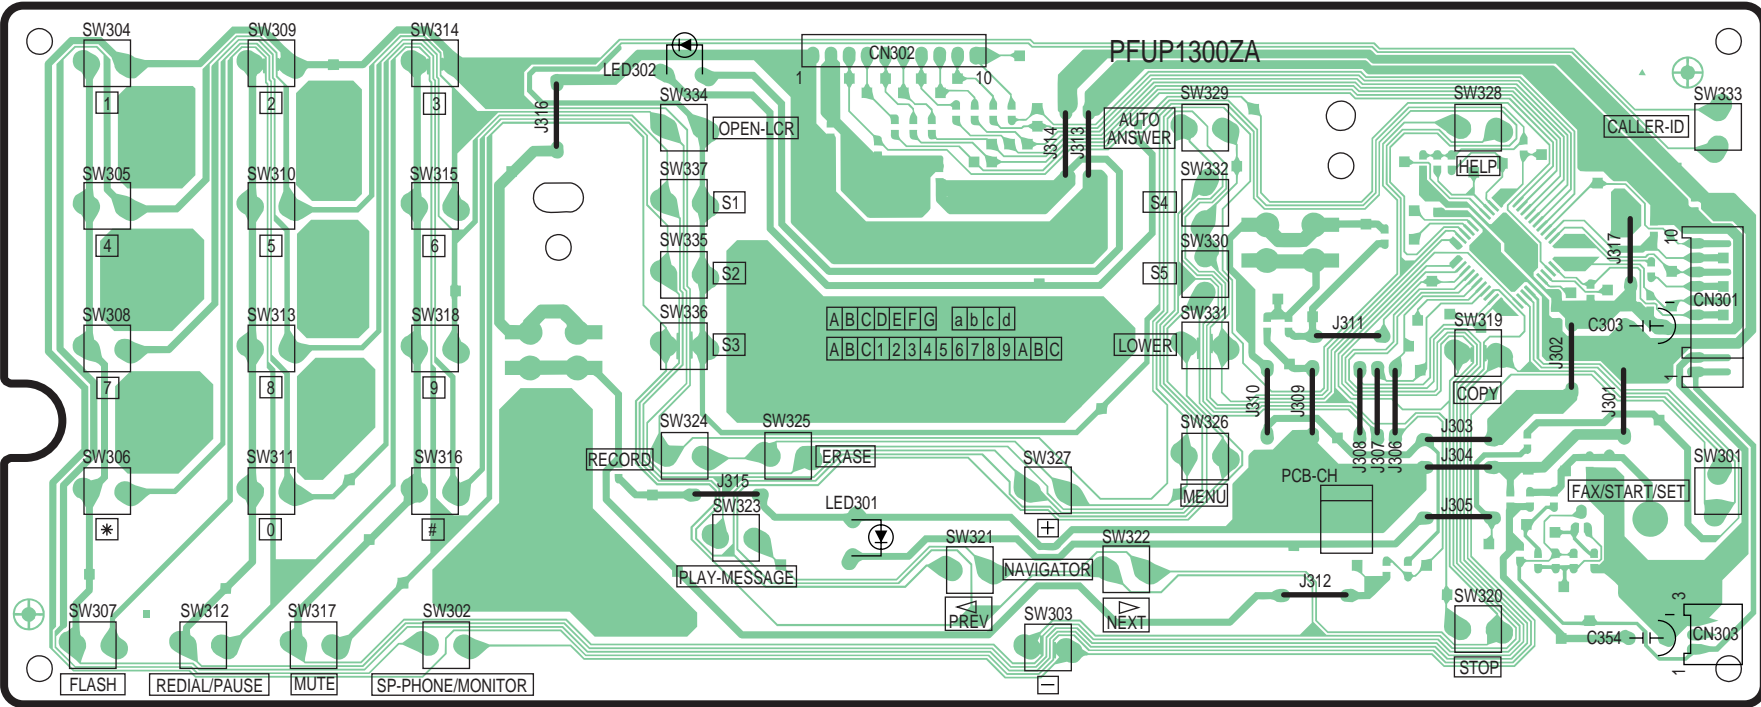 SW304
SW309
SW314
LED302
CN302
1
10
PFUP1300ZA
1
2
3
J316
SW334
OPEN-LCR
J314
J313
AUTO
ANSWER
SW329
SW328
HELP
SW333
CALLER-ID
SW305
SW310
SW315
SW337
S1
SW332
S4
4
5
6
SW335
S2
SW330
S5
J317
10
CN301
1
SW308
SW313
SW318
SW336
S3
ABCDEFG abcd
ABC123456789ABC
SW331
LOWER
J311
SW319
COPY
C303
J302
J301
7
8
9
J310
J309
J308
J307
J306
J303
J304
J305
SW306
SW311
SW316
SW324
RECORD
SW325
ERASE
SW327
+
SW326
MENU
PCB-CH
SW301
FAX/START/SET
*
0
#
J315
SW323
PLAY-MESSAGE
LED301
SW321
NAVIGATOR
SW322
◁
PREV
▷
NEXT
J312
SW307
SW312
SW317
SW302
SW303
−
SW320
STOP
C354
3
CN303
1
FLASH
REDIAL/PAUSE
MUTE
SP-PHONE/MONITOR